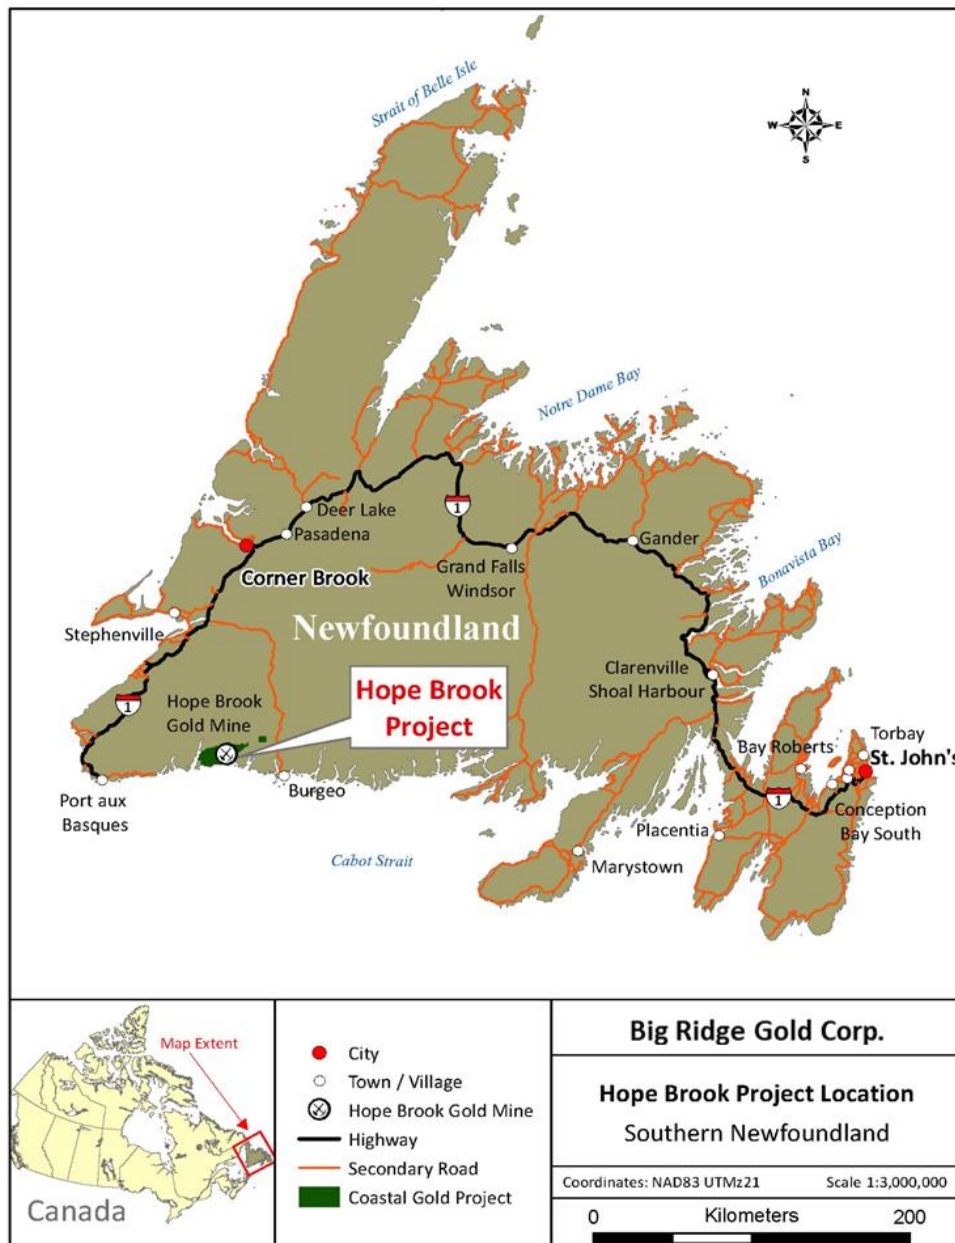 Strait of Belle Isle
N
W E
S
Notre Dame Bay
Deer Lake
Pasadena
1
Gander
Grand Falls
Windsor
Bonavista Bay
Corner Brook
Stephenville
Newfoundland
Clarenville
Shoal Harbour
Hope Brook
Project
1
Hope Brook
Gold Mine
Torbay
Bay Roberts
St. John's
Burgeo
Port aux
Basques
1
Conception
Bay South
Placentia
Cabot Strait
Marystown
Map Extent
Canada
City
Town / Village
Hope Brook Gold Mine
Highway
Secondary Road
Coastal Gold Project
Big Ridge Gold Corp.
Hope Brook Project Location
Southern Newfoundland
Coordinates: NAD83 UTMz21 Scale 1:3,000,000
0 Kilometers 200